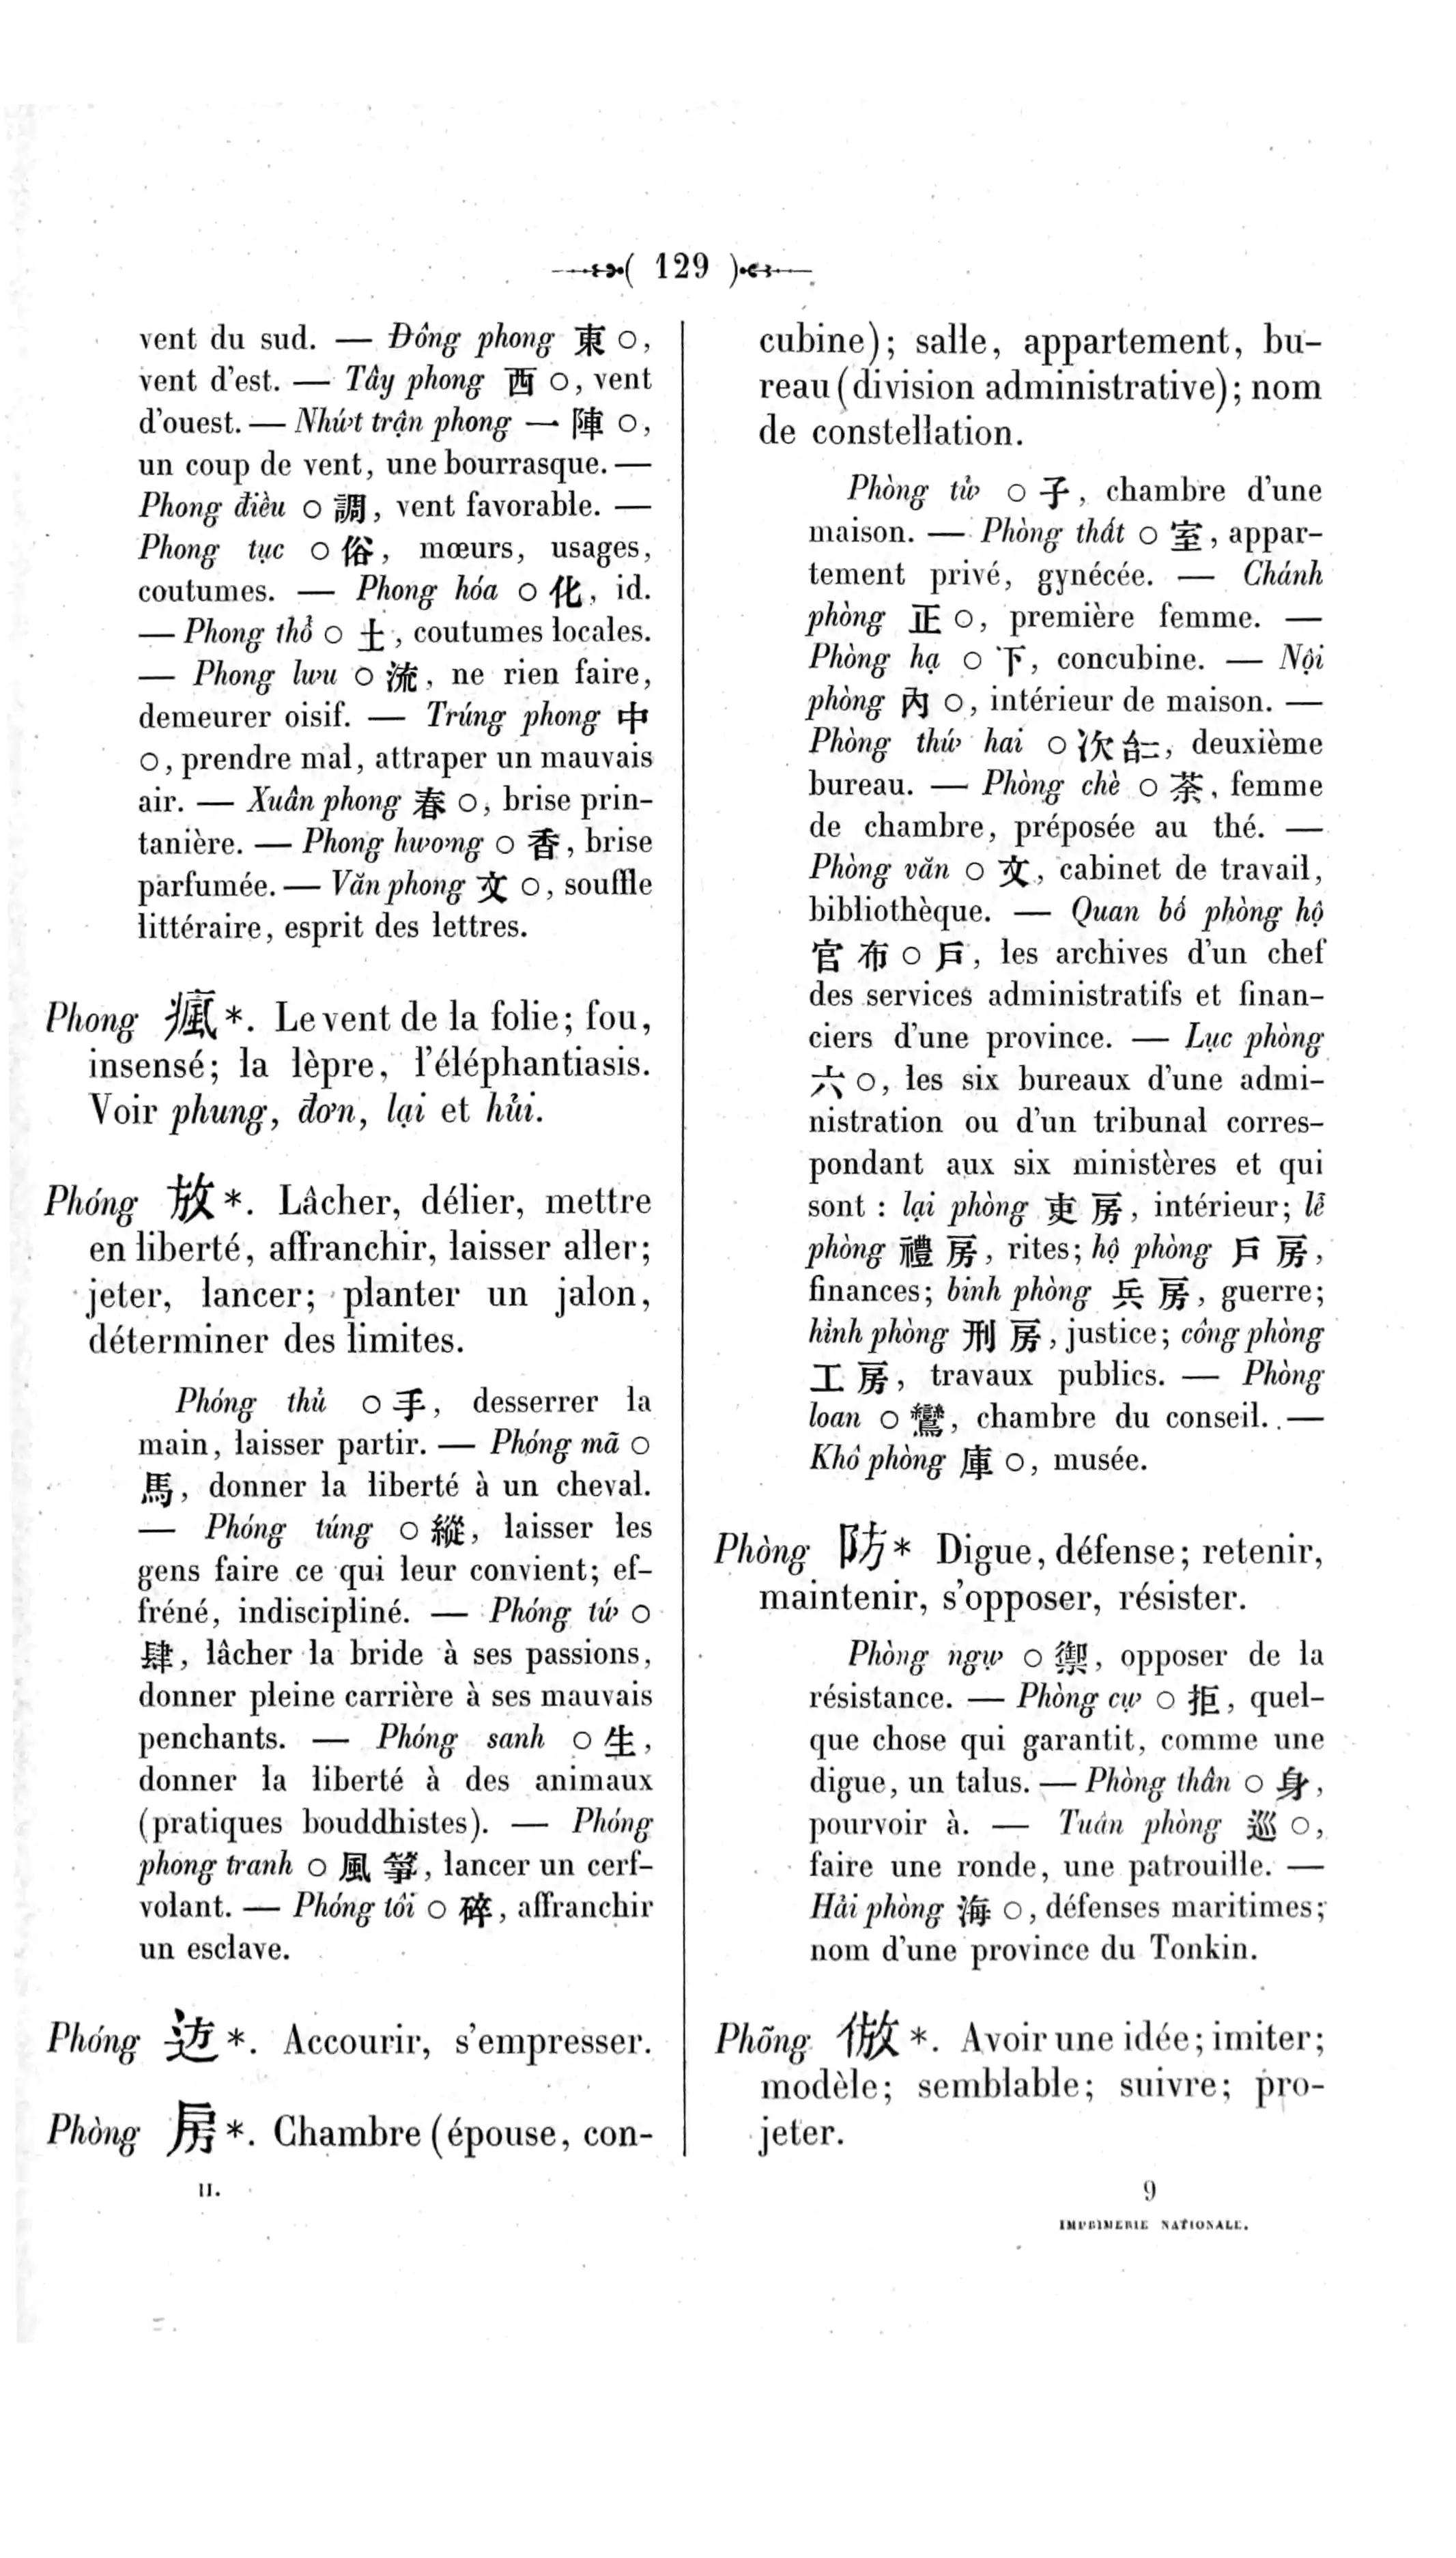 ( 129 )
vent du sud. — Đông phong 東 ○,
vent d'est. — Tây phong 西 ○, vent
d'ouest. — Nhứt trận phong 一 陣 ○,
un coup de vent, une bourrasque. —
Phong điều ○ 調, vent favorable. —
Phong tục ○ 俗, mœurs, usages,
coutumes. — Phong hóa ○ 化, id.
— Phong thổ ○ 土, coutumes locales.
— Phong lưu ○ 流, ne rien faire,
demeurer oisif. — Trúng phong 中
○, prendre mal, attraper un mauvais
air. — Xuân phong 春 ○, brise prin-
tanière. — Phong hương ○ 香, brise
parfumée. — Văn phong 文 ○, souffle
littéraire, esprit des lettres.
Phong 瘋 *. Le vent de la folie; fou,
insensé; la lèpre, l'éléphantiasis.
Voir phung, đơn, lại et hủi.
Phóng 放 *. Lâcher, délier, mettre
en liberté, affranchir, laisser aller;
jeter, lancer; planter un jalon,
déterminer des limites.
Phóng thủ ○ 手, desserrer la
main, laisser partir. — Phóng mã ○
馬, donner la liberté à un cheval.
— Phóng túng ○ 縱, laisser les
gens faire ce qui leur convient; ef-
fréné, indiscipliné. — Phóng tứ ○
肆, lâcher la bride à ses passions,
donner pleine carrière à ses mauvais
penchants. — Phóng sanh ○ 生,
donner la liberté à des animaux
(pratiques bouddhistes). — Phóng
phong tranh ○ 風 箏, lancer un cerf-
volant. — Phóng tôi ○ 碎, affranchir
un esclave.
Phóng 迬 *. Accourir, s'empresser.
Phòng 房 *. Chambre (épouse, con-
II.
cubine); salle, appartement, bu-
reau (division administrative); nom
de constellation.
Phòng tử ○ 子, chambre d'une
maison. — Phòng thất ○ 室, appar-
tement privé, gynécée. — Chánh
phòng 正 ○, première femme. —
Phòng hạ ○ 下, concubine. — Nội
phòng 內 ○, intérieur de maison. —
Phòng thứ hai ○ 次 𠄩, deuxième
bureau. — Phòng chè ○ 茶, femme
de chambre, préposée au thé. —
Phòng văn ○ 文, cabinet de travail,
bibliothèque. — Quan bố phòng hộ
官 布 ○ 戶, les archives d'un chef
des services administratifs et finan-
ciers d'une province. — Lục phòng
六 ○, les six bureaux d'une admi-
nistration ou d'un tribunal corres-
pondant aux six ministères et qui
sont : lại phòng 吏 房, intérieur; lễ
phòng 禮 房, rites; hộ phòng 戶 房,
finances; binh phòng 兵 房, guerre;
hình phòng 刑 房, justice; công phòng
工 房, travaux publics. — Phòng
loan ○ 鸞, chambre du conseil. —
Khô phòng 庫 ○, musée.
Phòng 防 * Digue, défense; retenir,
maintenir, s'opposer, résister.
Phòng ngự ○ 禦, opposer de la
résistance. — Phòng cự ○ 拒, quel-
que chose qui garantit, comme une
digue, un talus. — Phòng thân ○ 身,
pourvoir à. — Tuần phòng 巡 ○,
faire une ronde, une patrouille. —
Hải phòng 海 ○, défenses maritimes;
nom d'une province du Tonkin.
Phõng 倣 *. Avoir une idée; imiter;
modèle; semblable; suivre; pro-
jeter.
9
IMPRIMERIE NATIONALE.